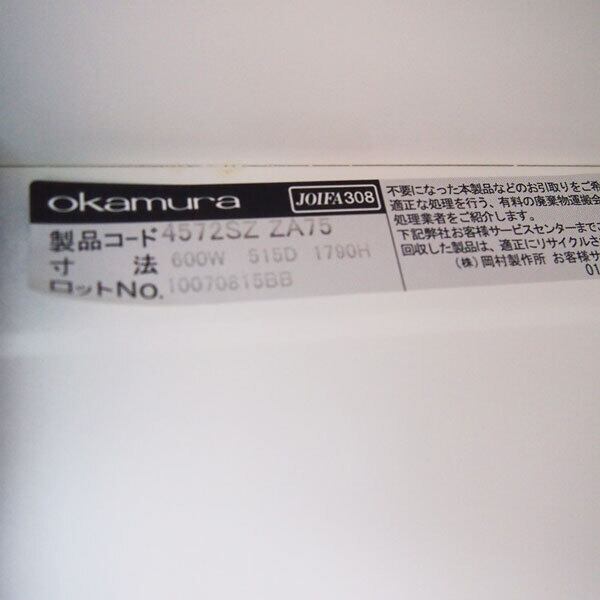 okamura JOIFA308
製品コード 4572SZ ZA75
寸 法 600W 515D 1790H
ロットNo. 10070815BB
不要になった本製品などのお引取りをご希
適正な処理を行う、有料の廃棄物運搬会
処理業者をご紹介します。
下記弊社お客様サービスセンターまでご
回収した製品は、適正にリサイクルさ
(株)岡村製作所 お客様サ
01